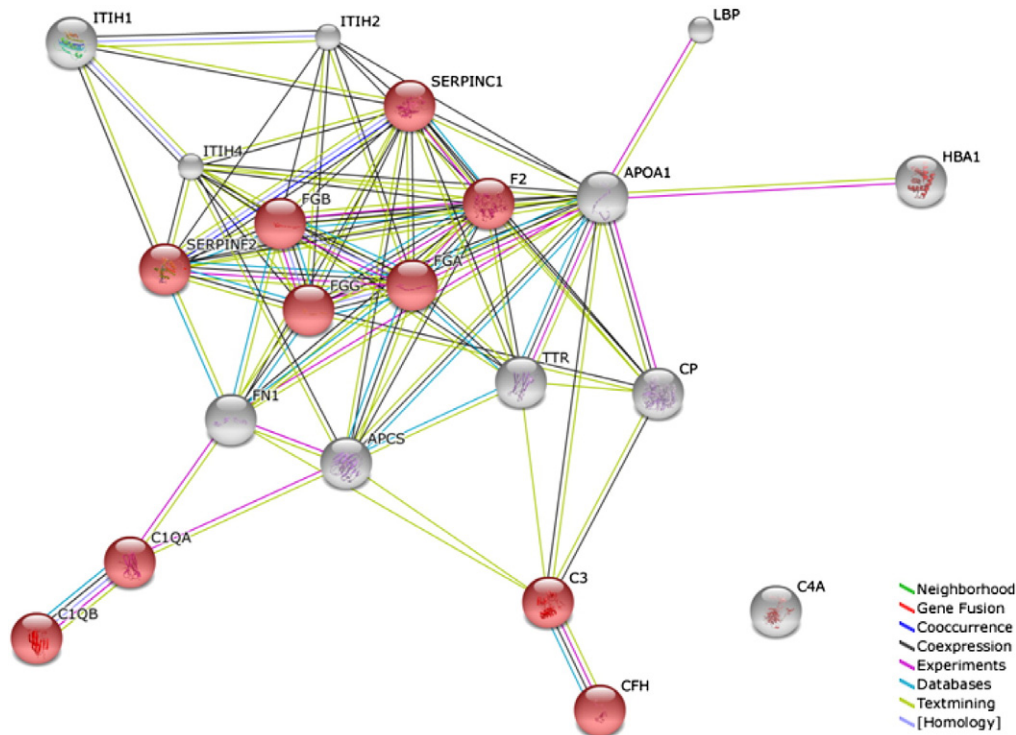 ITIH1
ITIH2
LBP
SERPINC1
ITIH4
HBA1
APOA1
F2
FGB
SERPINF2
FGA
FGG
TTR
CP
FN1
APCS
C1QA
C3
C4A
C1QB
CFH
Neighborhood
Gene Fusion
Cooccurrence
Coexpression
Experiments
Databases
Textmining
[Homology]